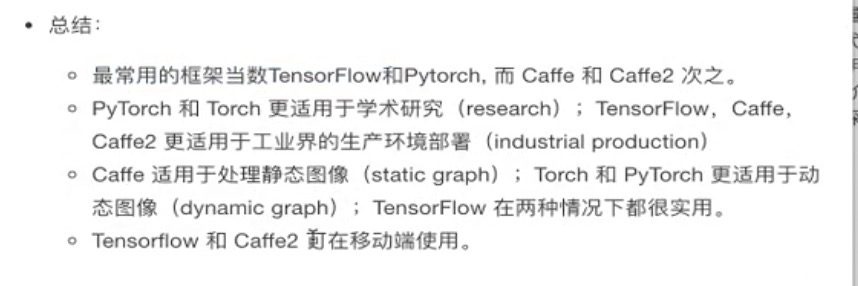 总结：
最常用的框架当数TensorFlow和Pytorch, 而 Caffe 和 Caffe2 次之。
PyTorch 和 Torch 更适用于学术研究（research）；TensorFlow，Caffe，
Caffe2 更适用于工业界的生产环境部署（industrial production）
Caffe 适用于处理静态图像（static graph）；Torch 和 PyTorch 更适用于动
态图像（dynamic graph）；TensorFlow 在两种情况下都很实用。
Tensorflow 和 Caffe2 可在移动端使用。